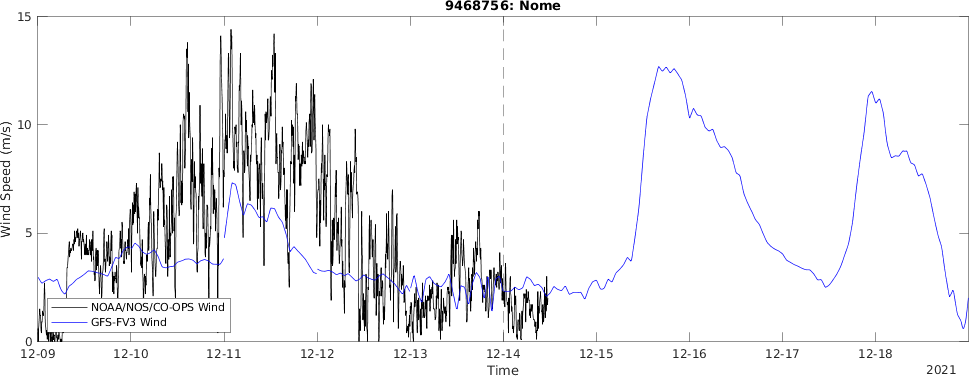 9468756: Nome
15
10
5
0
Wind Speed (m/s)
NOAA/NOS/CO-OPS Wind
GFS-FV3 Wind
12-09 12-10 12-11 12-12 12-13 12-14 12-15 12-16 12-17 12-18
Time
2021